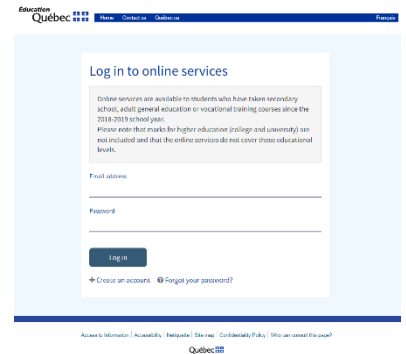 Éducation
Québec
Home Contact us Québec.ca Français
Log in to online services
Online services are available to students who have taken secondary
school, adult general education or vocational training courses since the
2018-2019 school year.
Please note that marks for higher education (college and university) are
not included and that the online services do not cover those educational
levels.
Email address
Password
Log in
Create an account Forgot your password?
Access to Information | Accessibility | Netiquette | Site map | Confidentiality Policy | Who can consult this page?
Québec